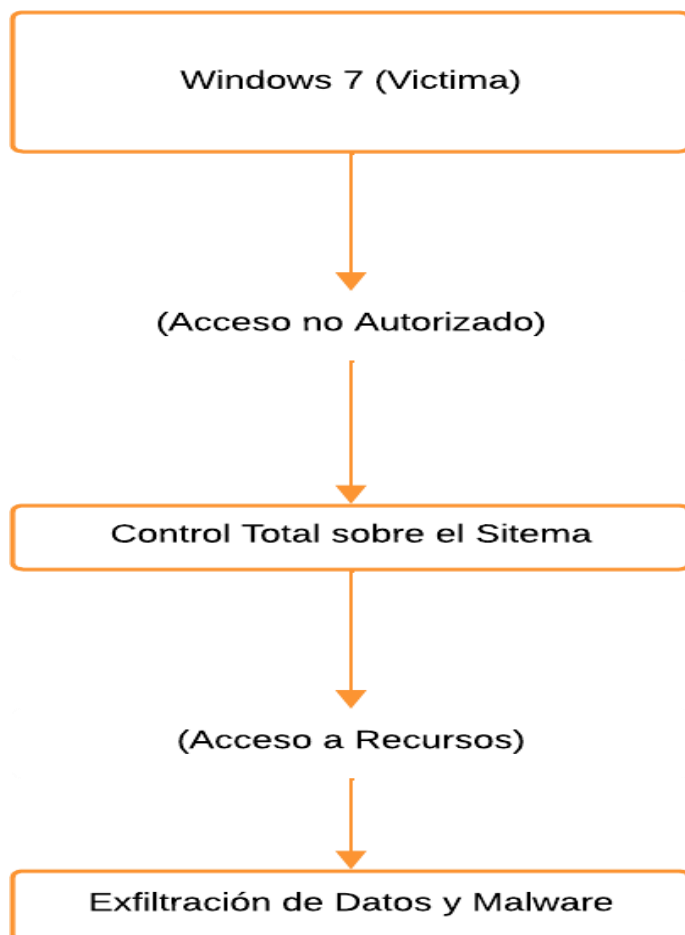 Windows 7 (Victima)
(Acceso no Autorizado)
Control Total sobre el Sitema
(Acceso a Recursos)
Exfiltración de Datos y Malware